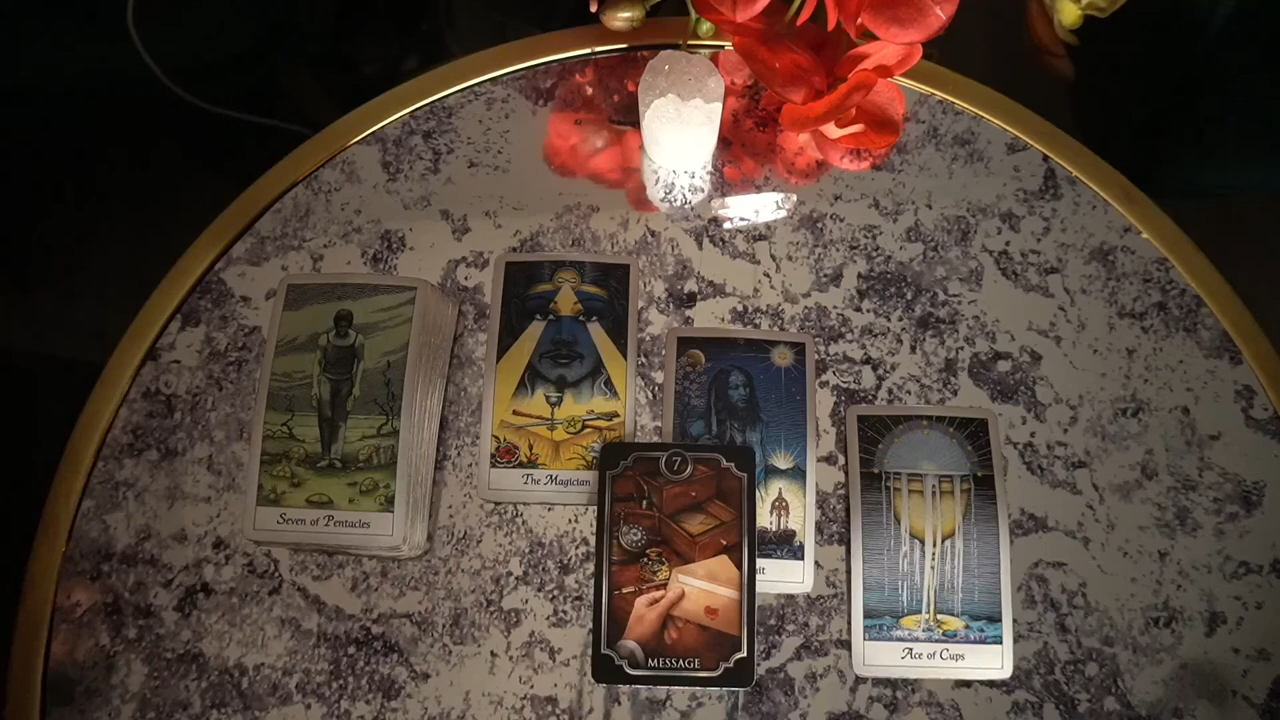 Seven of Pentacles
The Magician
7
MESSAGE
Ace of Cups